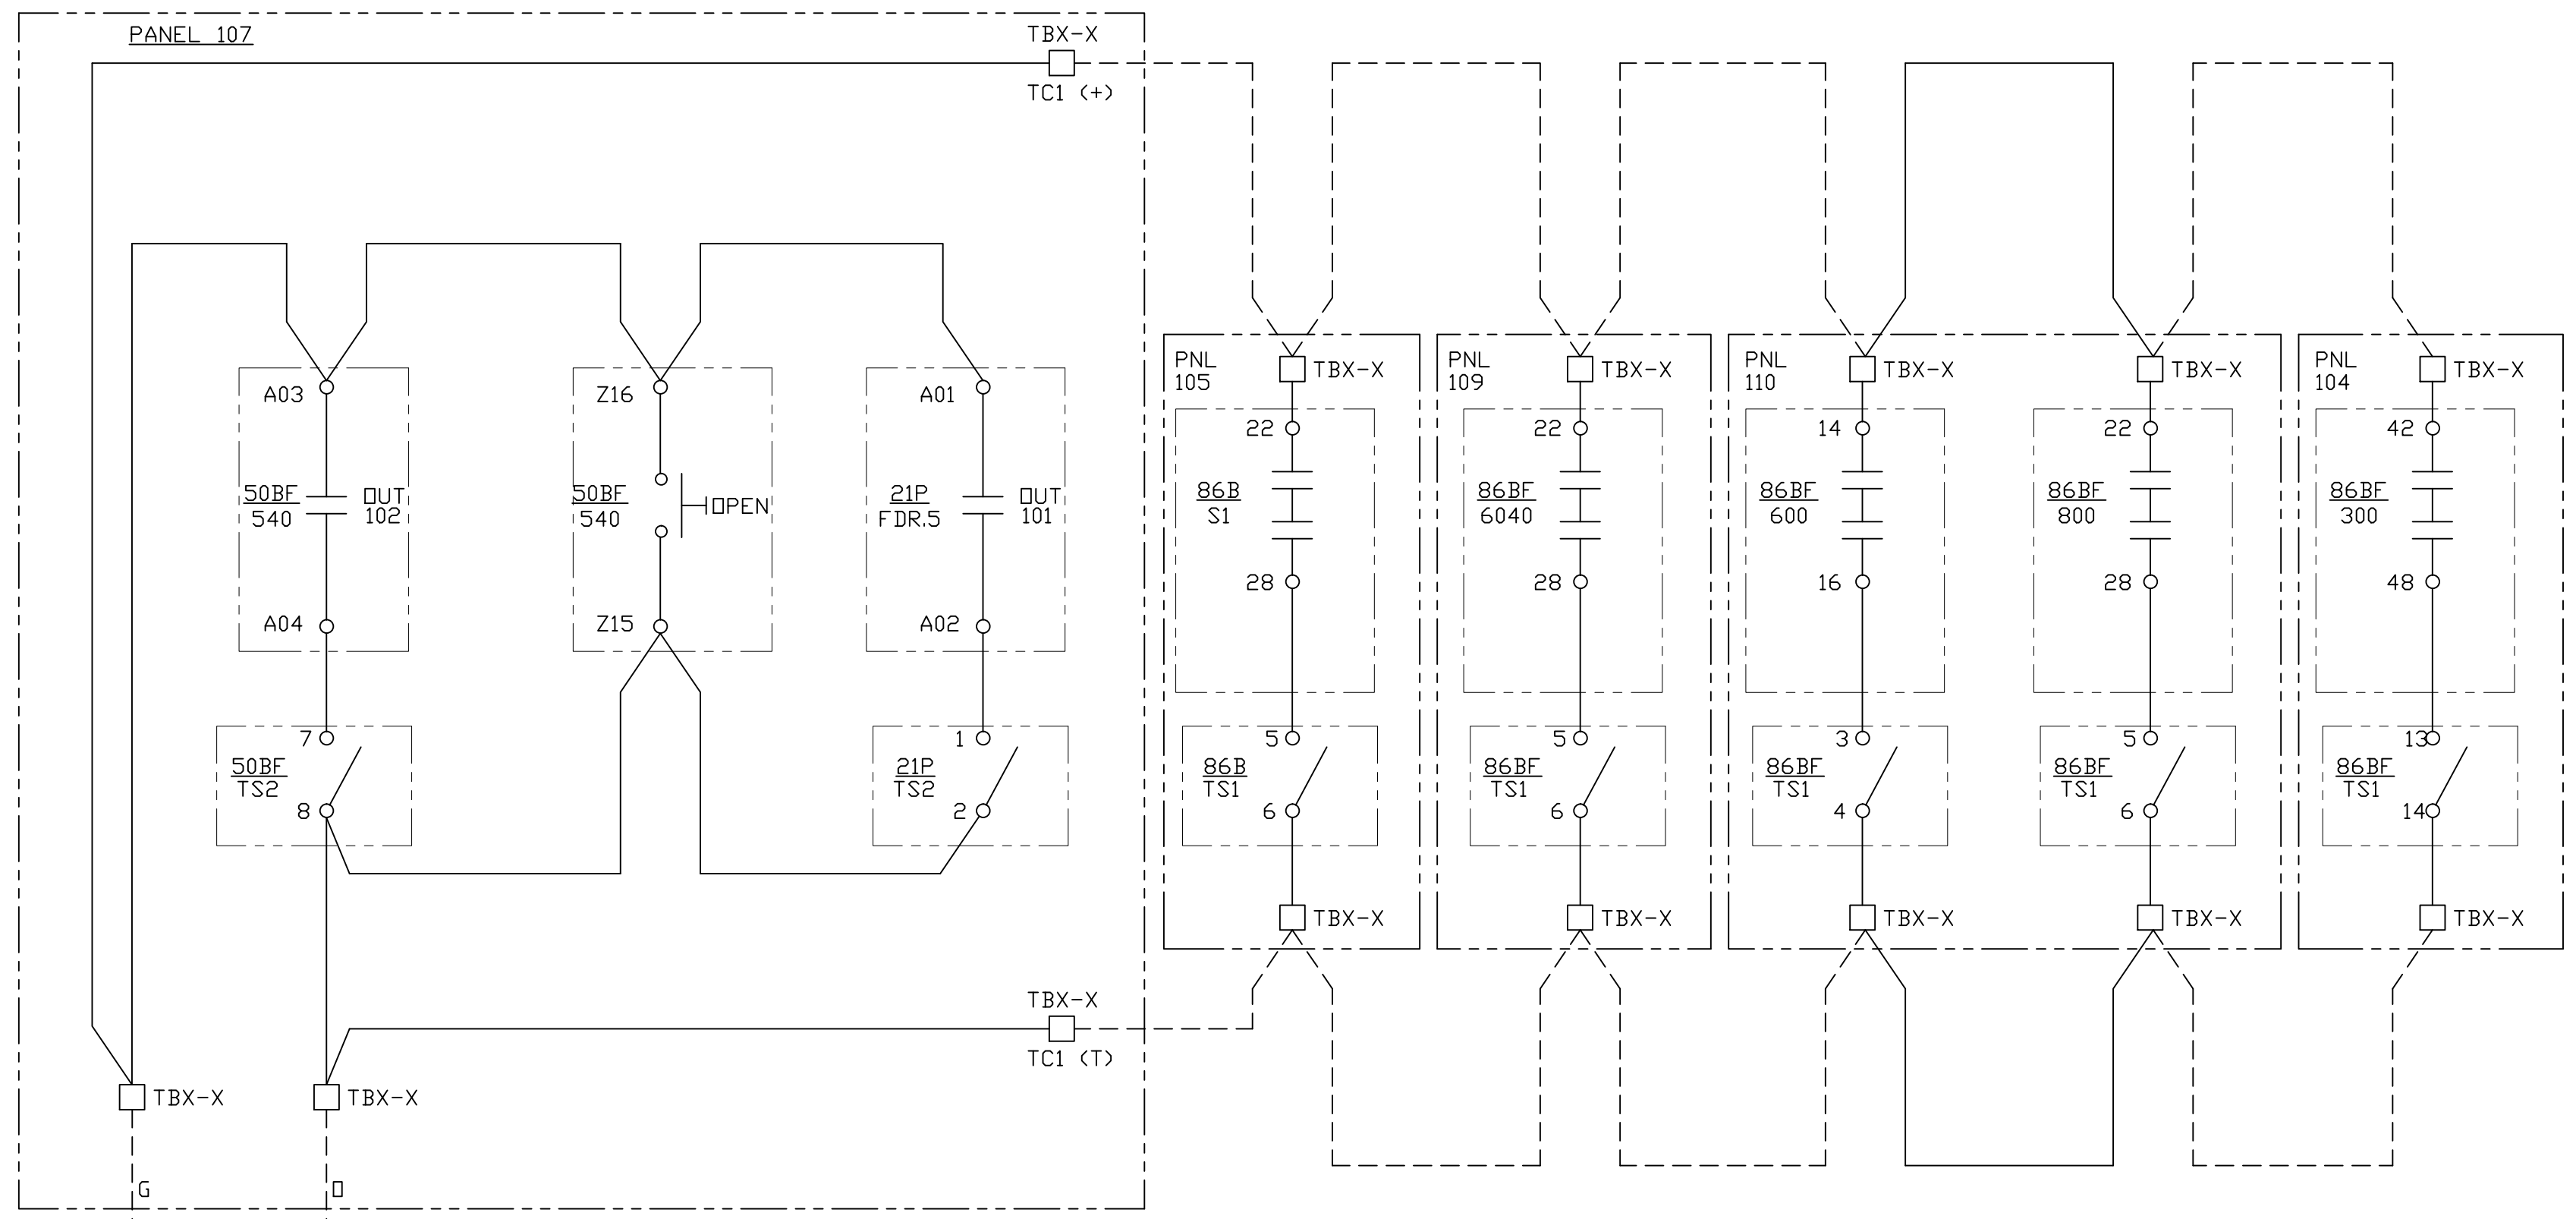 PANEL 107
TBX-X
TC1 (+)
A03
50BF
540
OUT
102
A04
Z16
50BF
540
OPEN
Z15
A01
21P
FDR.5
OUT
101
A02
7
50BF
TS2
8
1
21P
TS2
2
TBX-X
TC1 (T)
TBX-X
TBX-X
G
O
PNL
105
TBX-X
22
86B
S1
28
5
86B
TS1
6
TBX-X
PNL
109
TBX-X
22
86BF
6040
28
5
86BF
TS1
6
TBX-X
PNL
110
TBX-X
14
86BF
600
16
3
86BF
TS1
4
TBX-X
TBX-X
22
86BF
800
28
5
86BF
TS1
6
TBX-X
PNL
104
TBX-X
42
86BF
300
48
13
86BF
TS1
14
TBX-X